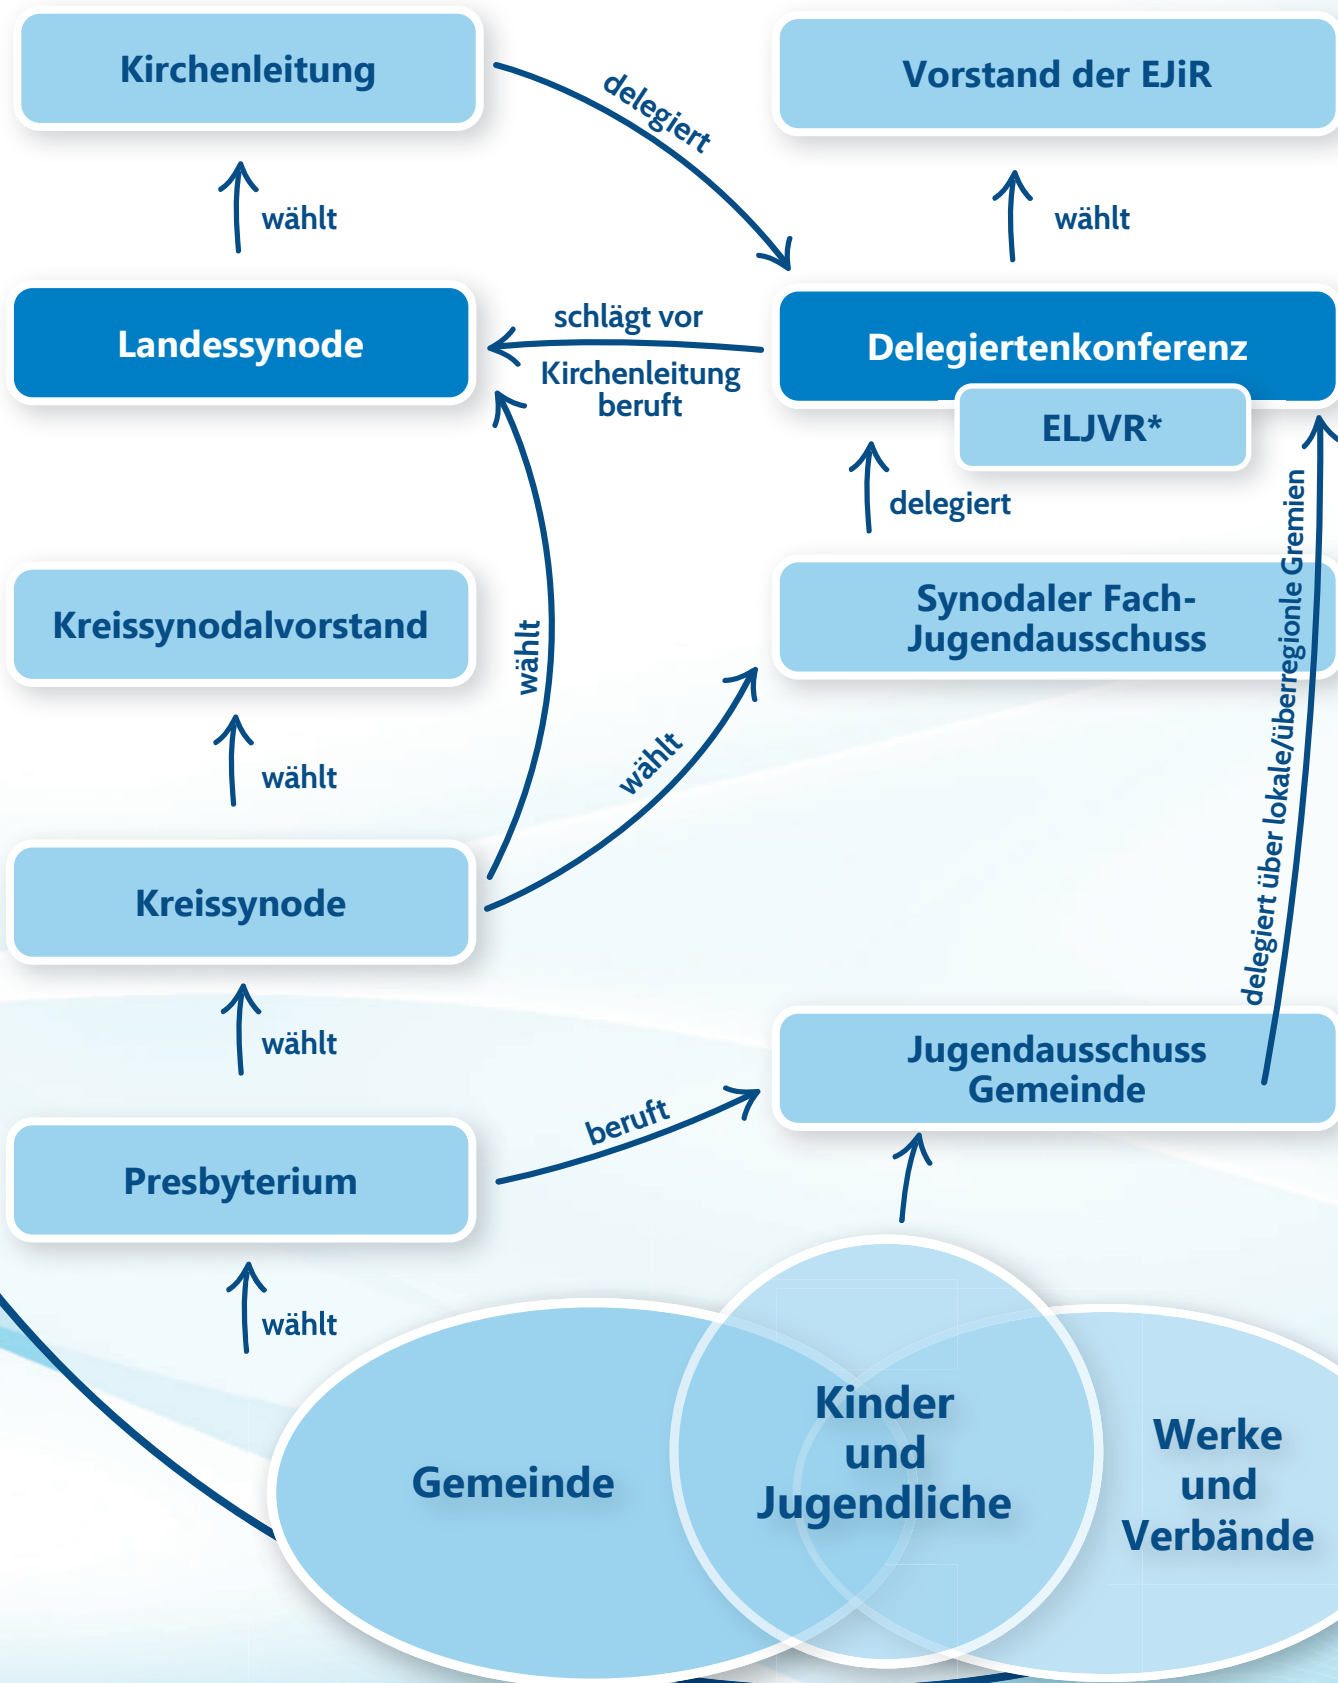 Kirchenleitung
Vorstand der EJiR
delegiert
wählt
wählt
Landessynode
schlägt vor
Kirchenleitung
beruft
Delegiertenkonferenz
ELJVR*
delegiert
Kreissynodalvorstand
wählt
Synodaler Fach-
Jugendausschuss
delegiert über lokale/überregionle Gremien
wählt
wählt
Kreissynode
wählt
Jugendausschuss
Gemeinde
beruft
Presbyterium
wählt
Gemeinde
Kinder
und
Jugendliche
Werke
und
Verbände